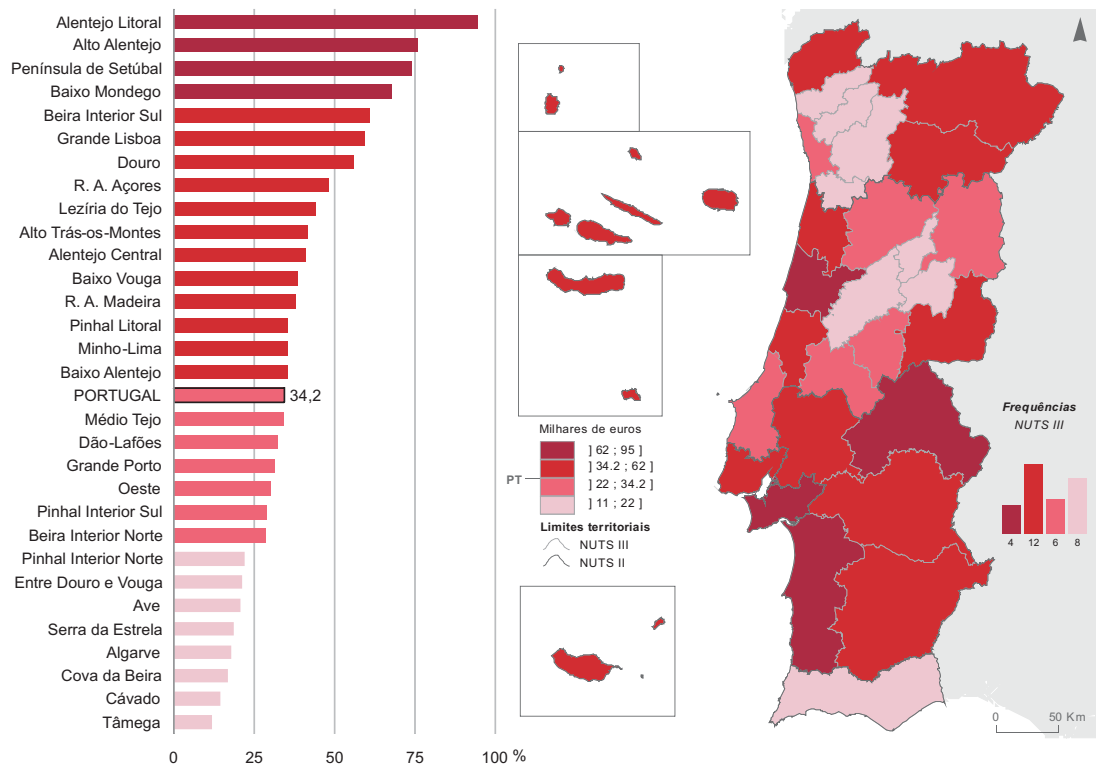 Alentejo Litoral
Alto Alentejo
Península de Setúbal
Baixo Mondego
Beira Interior Sul
Grande Lisboa
Douro
R. A. Açores
Lezíria do Tejo
Alto Trás-os-Montes
Alentejo Central
Baixo Vouga
R. A. Madeira
Pinhal Litoral
Minho-Lima
Baixo Alentejo
PORTUGAL 34,2
Médio Tejo
Dão-Lafões
Grande Porto
Oeste
Pinhal Interior Sul
Beira Interior Norte
Pinhal Interior Norte
Entre Douro e Vouga
Ave
Serra da Estrela
Algarve
Cova da Beira
Cávado
Tâmega
0 25 50 75 100 %
Milhares de euros
] 62 ; 95 ]
] 34.2 ; 62 ]
PT
] 22 ; 34.2 ]
] 11 ; 22 ]
Limites territoriais
NUTS III
NUTS II
Frequências
NUTS III
4 12 6 8
0 50 Km